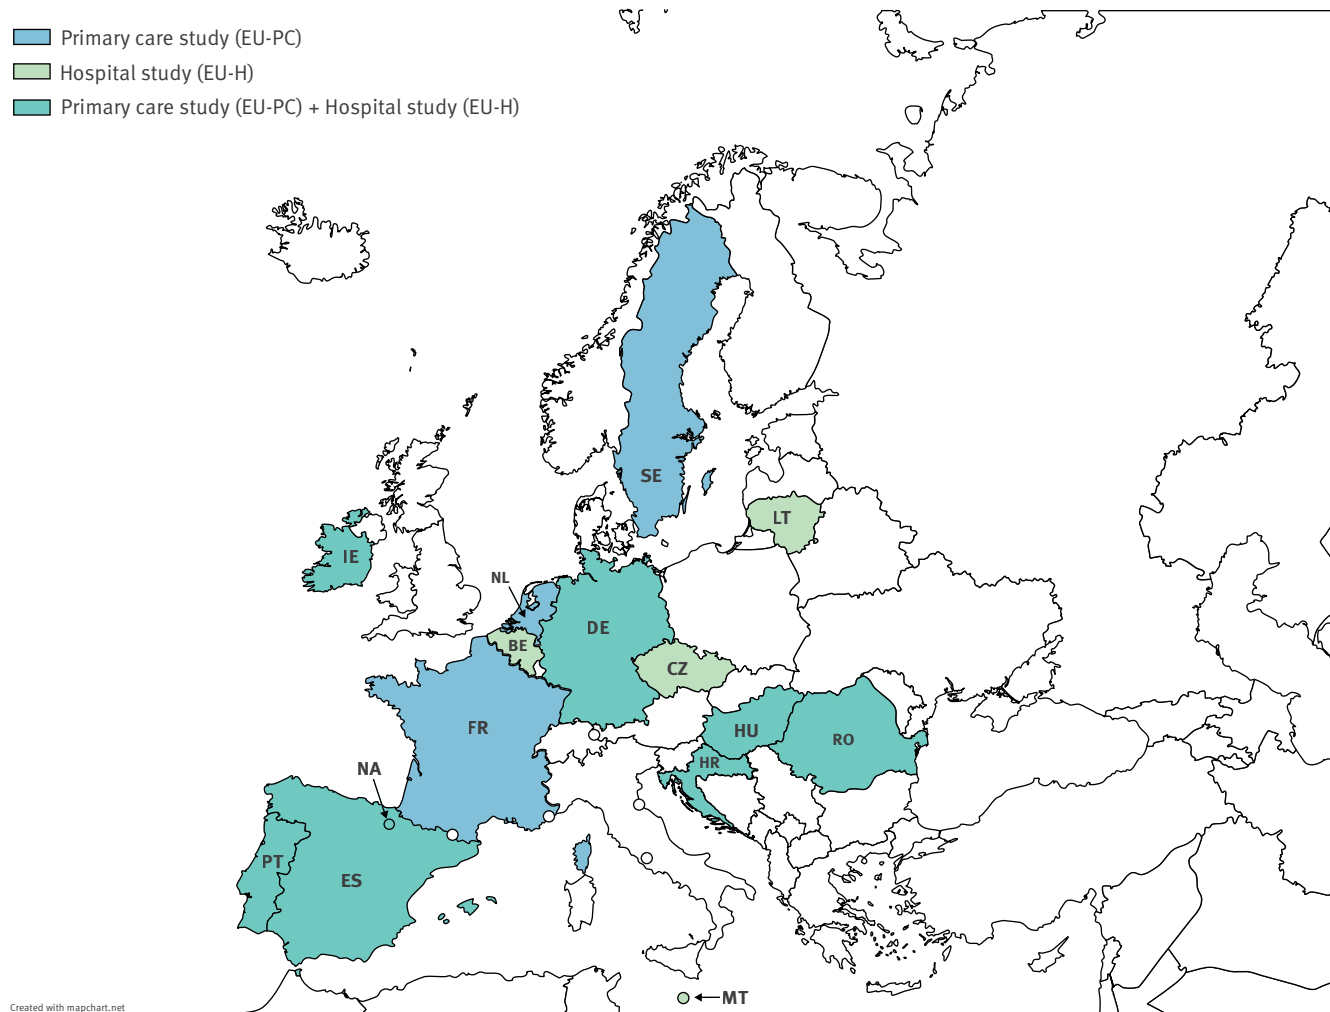 Primary care study (EU-PC)
Hospital study (EU-H)
Primary care study (EU-PC) + Hospital study (EU-H)
SE
LT
IE
NL
DE
BE
CZ
FR
HU
RO
HR
NA
PT
ES
MT
Created with mapchart.net